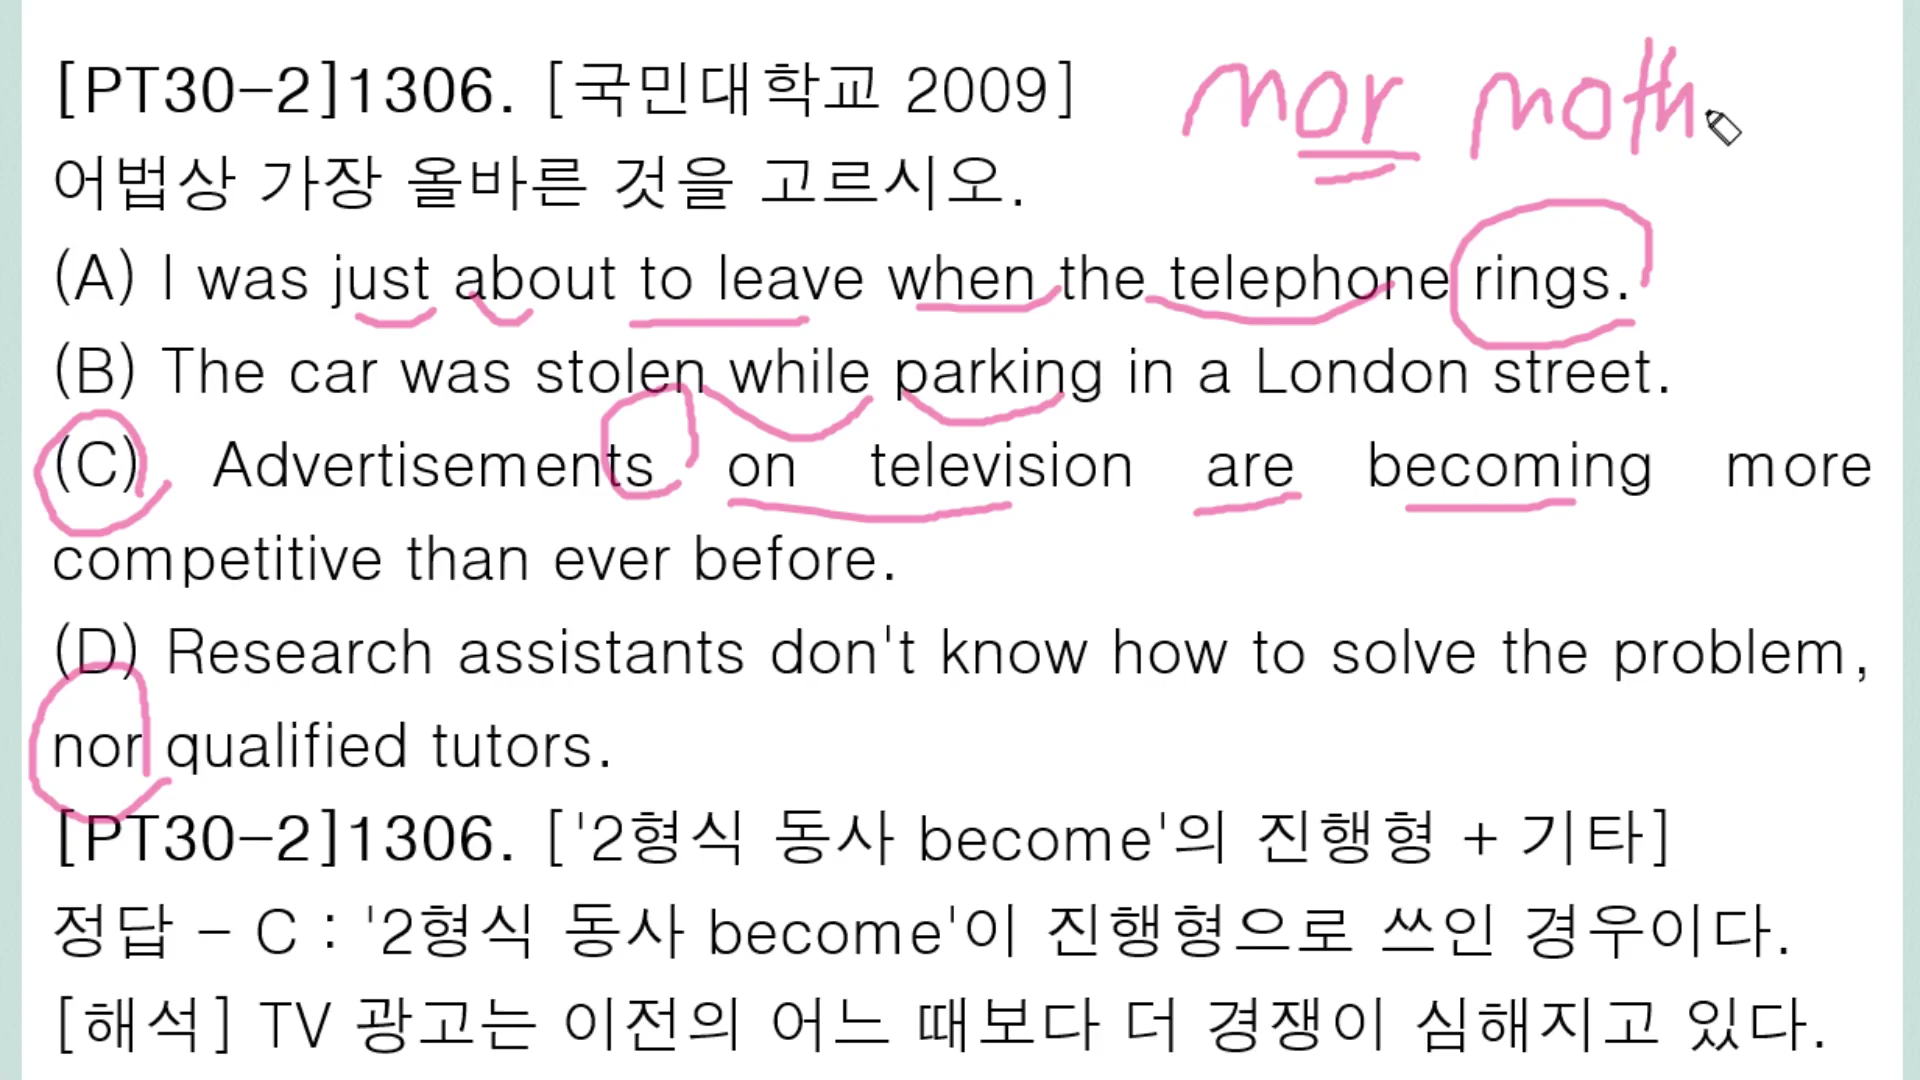 [PT30-2]1306. [국민대학교 2009]
nor
어법상 가장 올바른 것을 고르시오.
(A) I was just about to leave when the telephone rings.
(B) The car was stolen while parking in a London street.
(C) Advertisements on television are becoming more
competitive than ever before.
(D) Research assistants don't know how to solve the problem,
nor qualified tutors.
[PT30-2]1306. ['2형식 동사 become'의 진행형 + 기타]
정답 - C : '2형식 동사 become'이 진행형으로 쓰인 경우이다.
[해석] TV 광고는 이전의 어느 때보다 더 경쟁이 심해지고 있다.